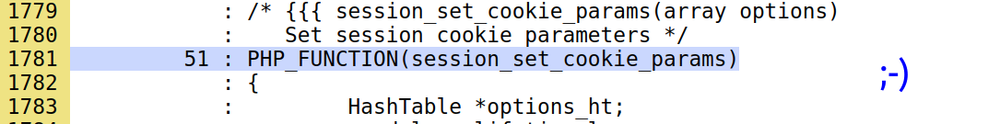 1779 : /* {{{ session_set_cookie_params(array options)
1780 : Set session cookie parameters */
1781 51 : PHP_FUNCTION(session_set_cookie_params)
;-)
1782 : {
1783 : HashTable *options_ht;